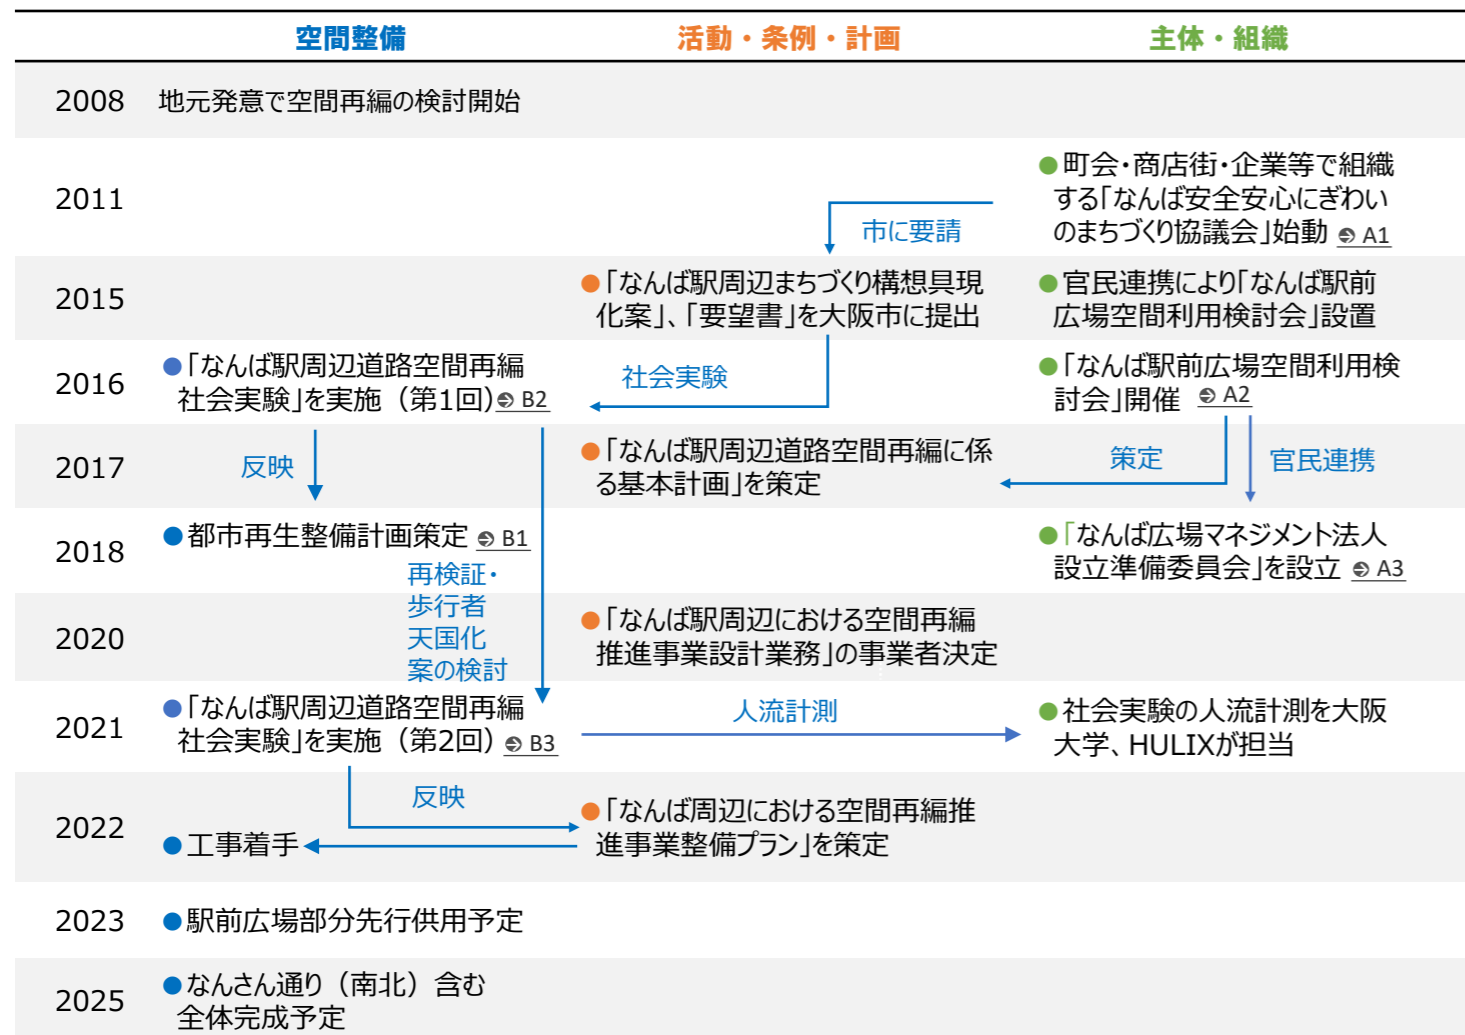 空間整備
活動・条例・計画
主体・組織
2008
地元発意で空間再編の検討開始
2011
市に要請
●町会・商店街・企業等で組織
する「なんば安全安心にぎわい
のまちづくり協議会」始動 A1
2015
●「なんば駅周辺まちづくり構想具現
化案」、「要望書」を大阪市に提出
●官民連携により「なんば駅前
広場空間利用検討会」設置
2016
●「なんば駅周辺道路空間再編
社会実験」を実施（第1回） B2
社会実験
●「なんば駅前広場空間利用検
討会」開催 A2
2017
反映
●「なんば駅周辺道路空間再編に係
る基本計画」を策定
策定
官民連携
2018
●都市再生整備計画策定 B1
●「なんば広場マネジメント法人
設立準備委員会」を設立 A3
再検証・
歩行者
天国化
案の検討
2020
●「なんば駅周辺における空間再編
推進事業設計業務」の事業者決定
2021
●「なんば駅周辺道路空間再編
社会実験」を実施（第2回） B3
人流計測
●社会実験の人流計測を大阪
大学、HULIXが担当
2022
反映
●工事着手
●「なんば周辺における空間再編推
進事業整備プラン」を策定
2023
●駅前広場部分先行供用予定
2025
●なんさん通り（南北）含む
全体完成予定